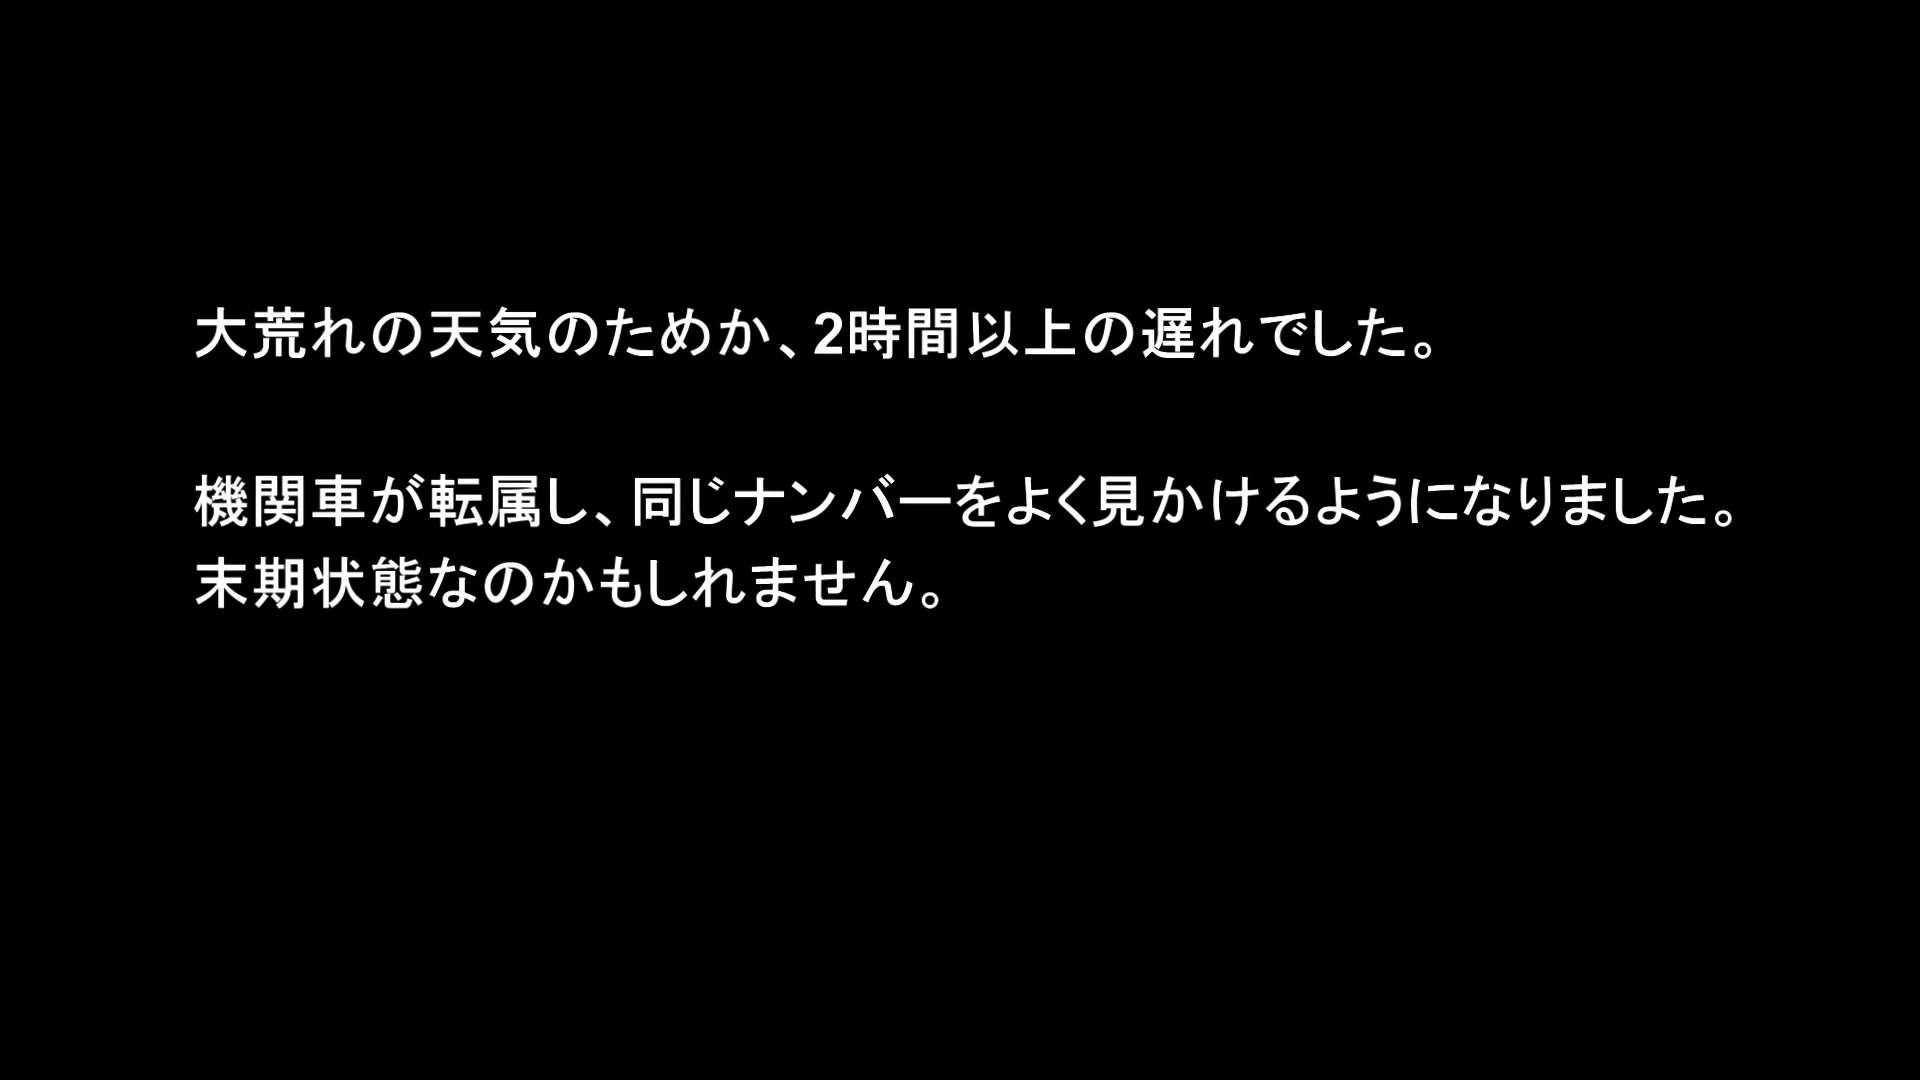 大荒れの天気のためか、2時間以上の遅れでした。
機関車が転属し、同じナンバーをよく見かけるようになりました。
末期状態なのかもしれません。